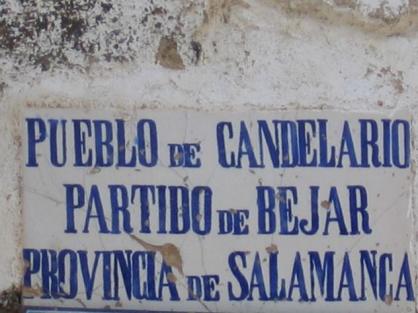 PUEBLO DE CANDELARIO
PARTIDO DE BEJAR
PROVINCIA DE SALAMANCA